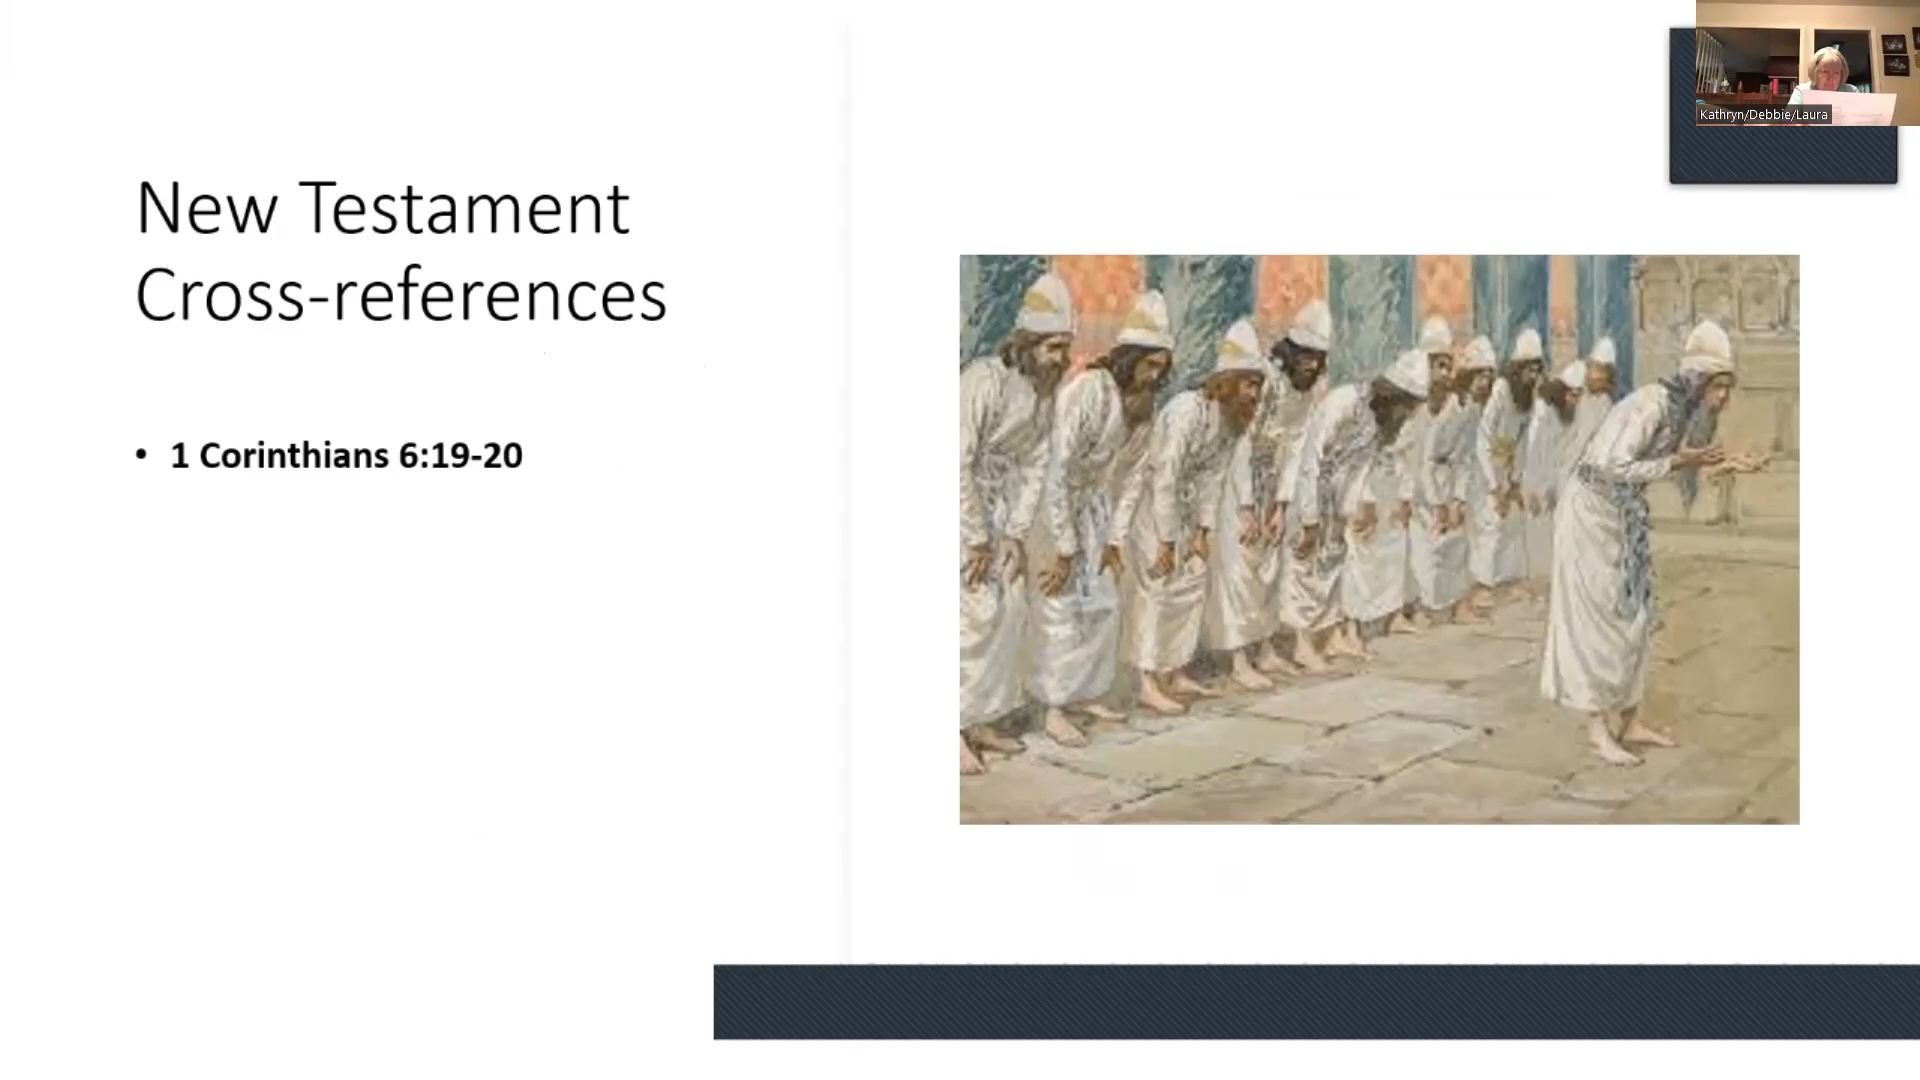 New Testament
Cross-references
• 1 Corinthians 6:19-20
Kathryn/Debbie/Laura